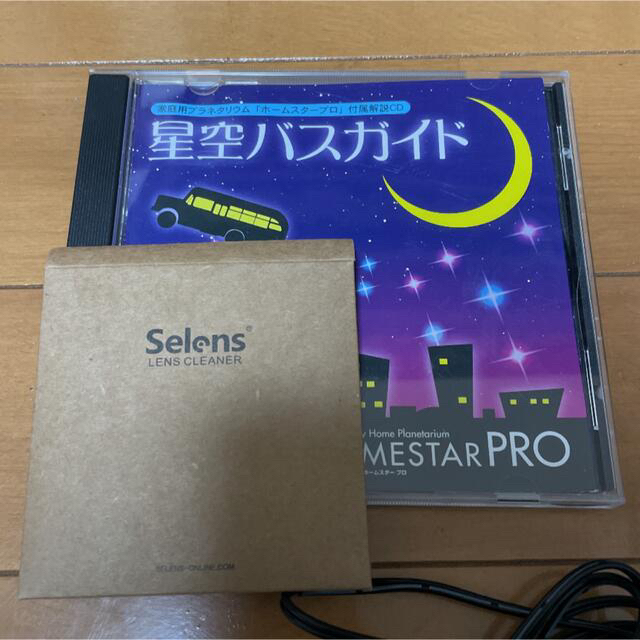 家庭用プラネタリウム「ホームスタープロ」付属解説CD
星空バスガイド
Selens®
LENS CLEANER
Home Planetarium
MESTAR PRO
ホームスター プロ
SELENS-ONLINE.COM